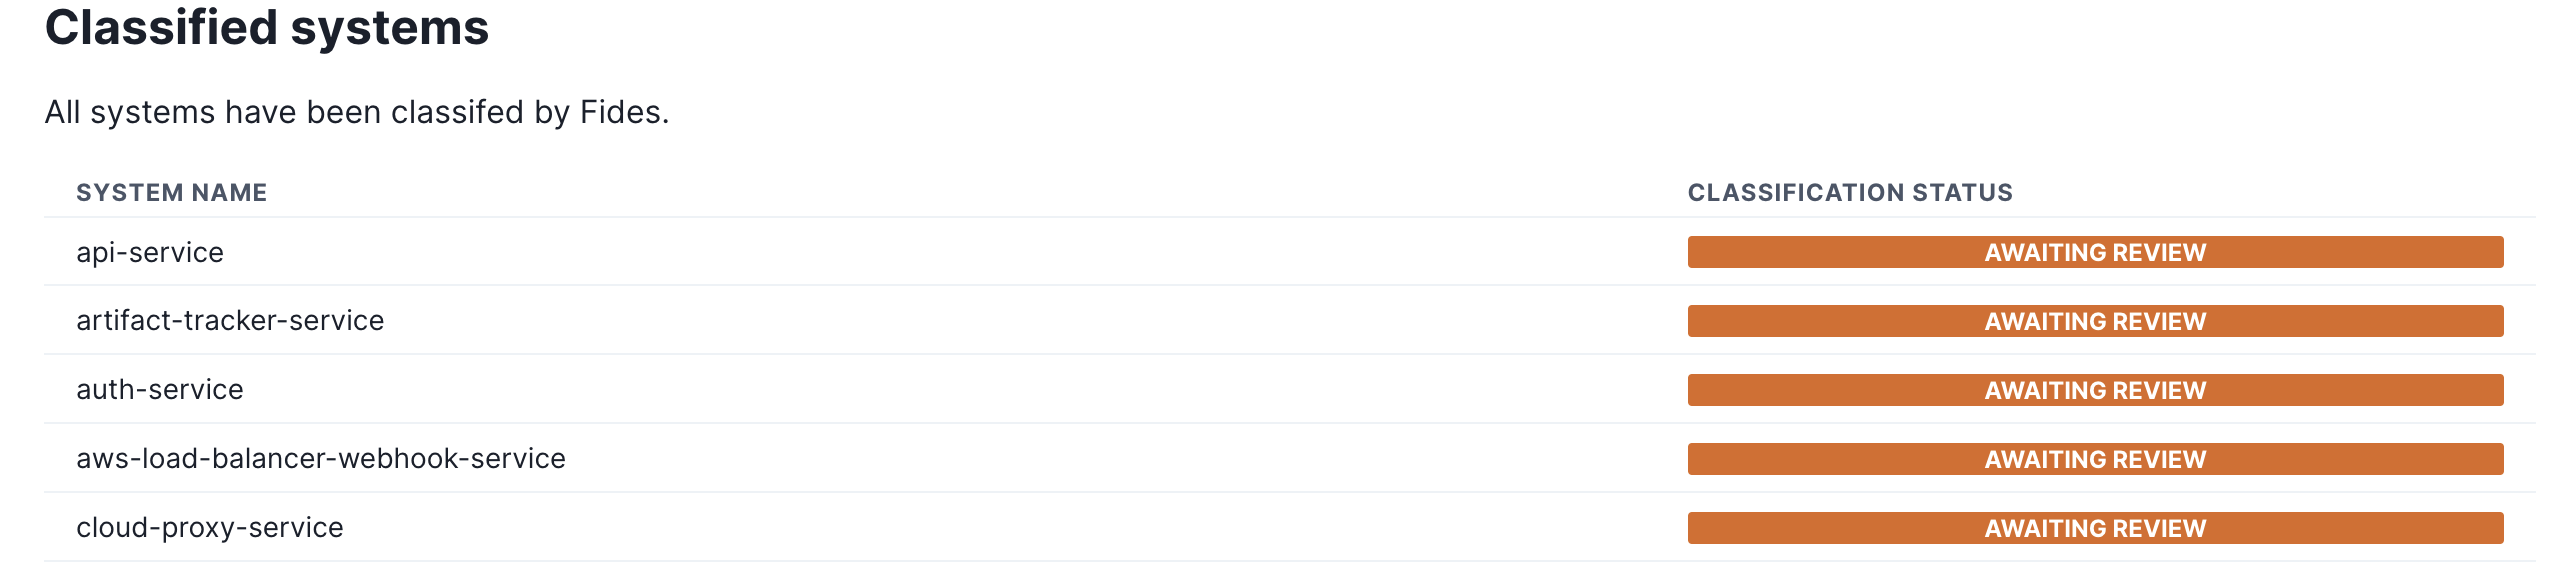 Classified systems
All systems have been classifed by Fides.
SYSTEM NAME CLASSIFICATION STATUS
api-service AWAITING REVIEW
artifact-tracker-service AWAITING REVIEW
auth-service AWAITING REVIEW
aws-load-balancer-webhook-service AWAITING REVIEW
cloud-proxy-service AWAITING REVIEW